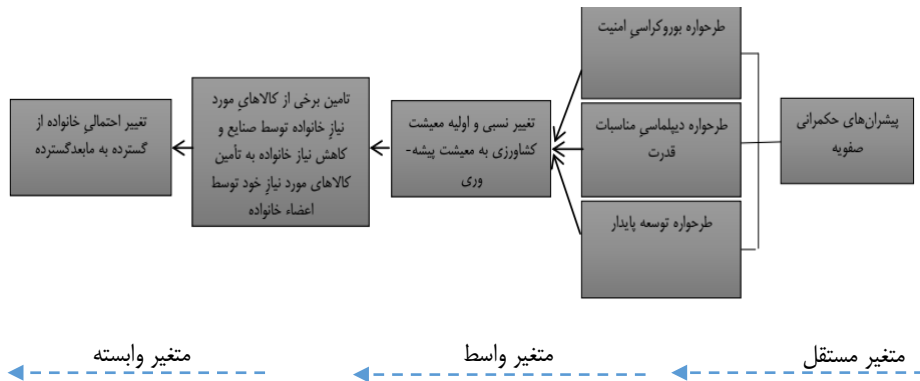 پیشران‌های حکمرانی
صفویه
طرحواره بوروکراسیِ امنیت
طرحواره دیپلماسیِ مناسبات
قدرت
طرحواره توسعه پایدار
تغییر نسبی و اولیه معیشت
کشاورزی به معیشت پیشه-
وری
تامین برخی از کالاهایِ مورد
نیازِ خانواده توسط صنایع و
کاهش نیاز خانواده به تأمین
کالاهای مورد نیازِ خود توسط
اعضاء خانواده
تغییر احتمالیِ خانواده از
گسترده به مابعدگسترده
متغیر مستقل
متغیر واسط
متغیر وابسته